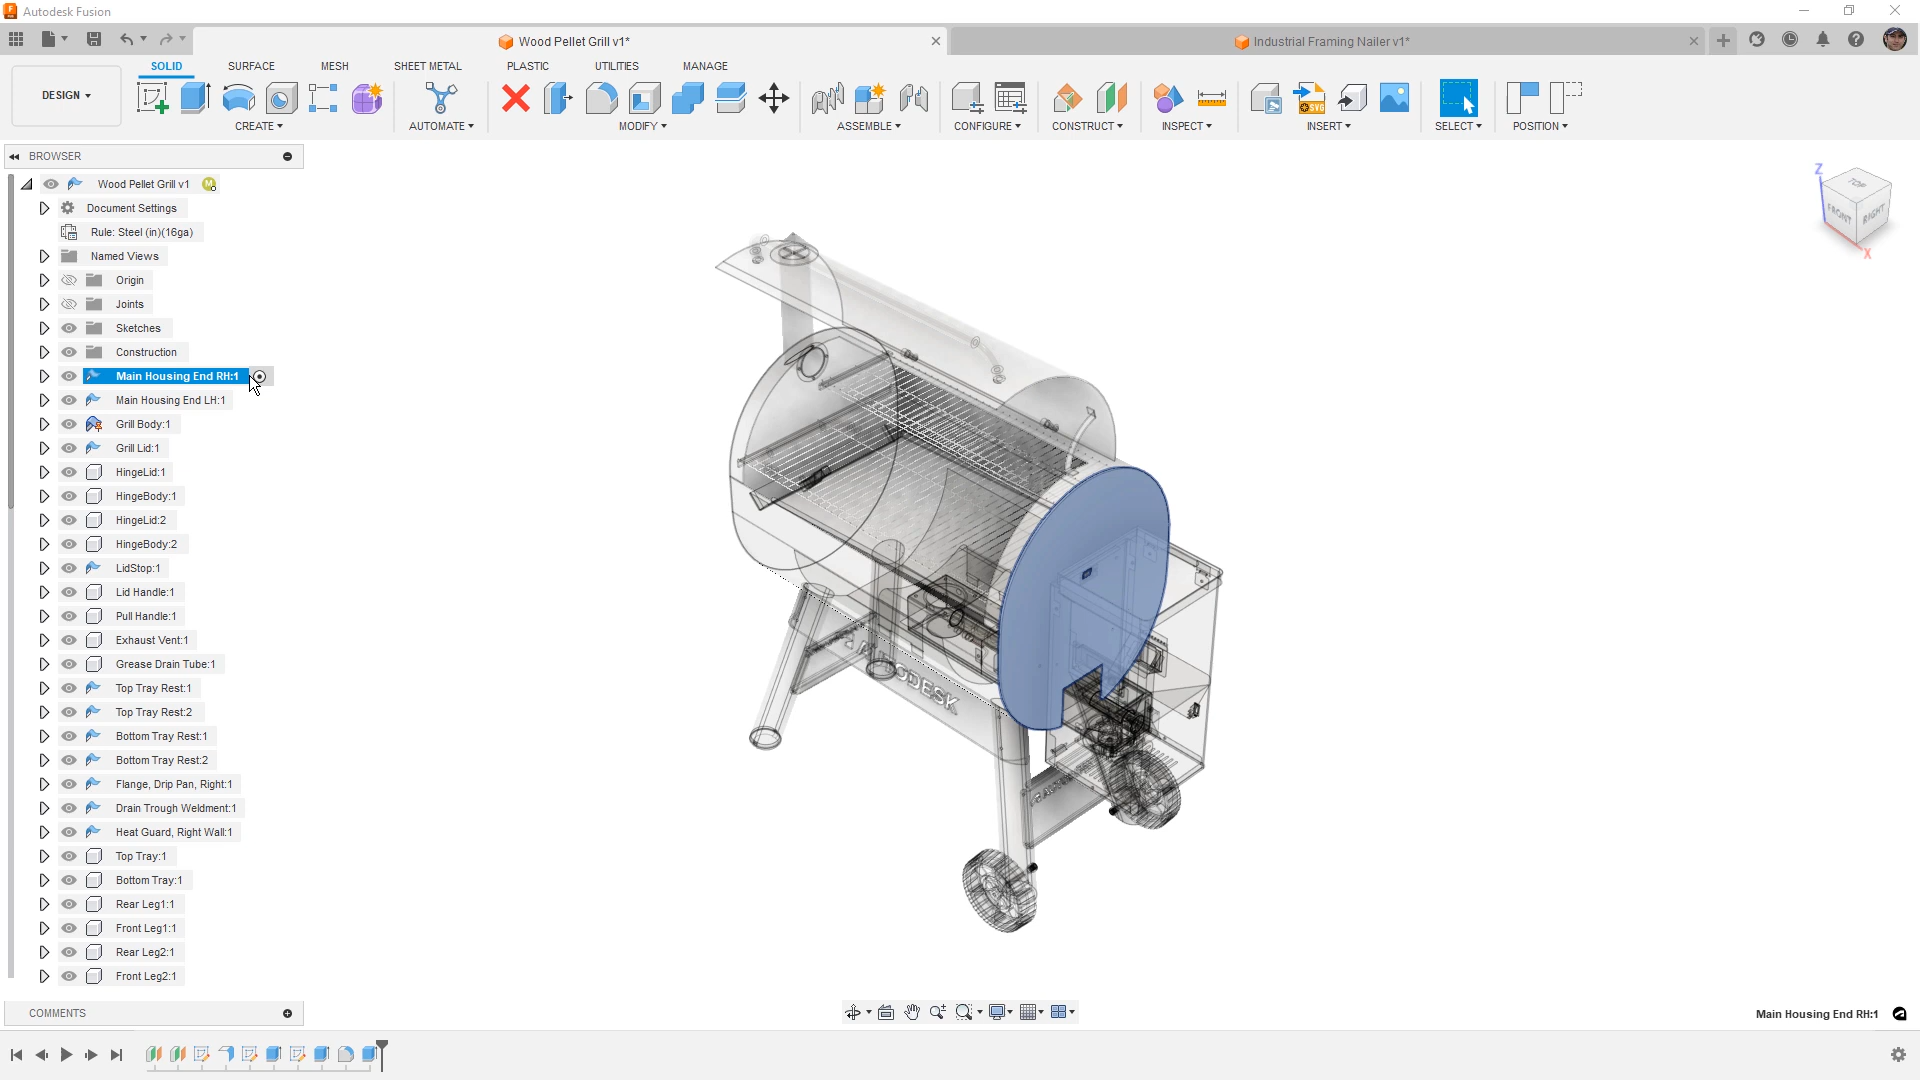 Autodesk Fusion
Wood Pellet Grill v1*
Industrial Framing Nailer v1*
SOLID
SURFACE
MESH
SHEET METAL
PLASTIC
UTILITIES
MANAGE
DESIGN
SVG
CREATE
AUTOMATE
MODIFY
ASSEMBLE
CONFIGURE
CONSTRUCT
INSPECT
INSERT
SELECT
POSITION
BROWSER
Wood Pellet Grill v1
Document Settings
Rule: Steel (in)(16ga)
Named Views
Origin
Joints
Sketches
Construction
Main Housing End RH:1
Main Housing End LH:1
Grill Body:1
Grill Lid:1
HingeLid:1
HingeBody:1
HingeLid:2
HingeBody:2
LidStop:1
Lid Handle:1
Pull Handle:1
Exhaust Vent:1
Grease Drain Tube:1
Top Tray Rest:1
Top Tray Rest:2
Bottom Tray Rest:1
Bottom Tray Rest:2
Flange, Drip Pan, Right:1
Drain Trough Weldment:1
Heat Guard, Right Wall:1
Top Tray:1
Bottom Tray:1
Rear Leg1:1
Front Leg1:1
Rear Leg2:1
Front Leg2:1
Z
TOP
FRONT
RIGHT
X
AUTODESK
COMMENTS
Main Housing End RH:1